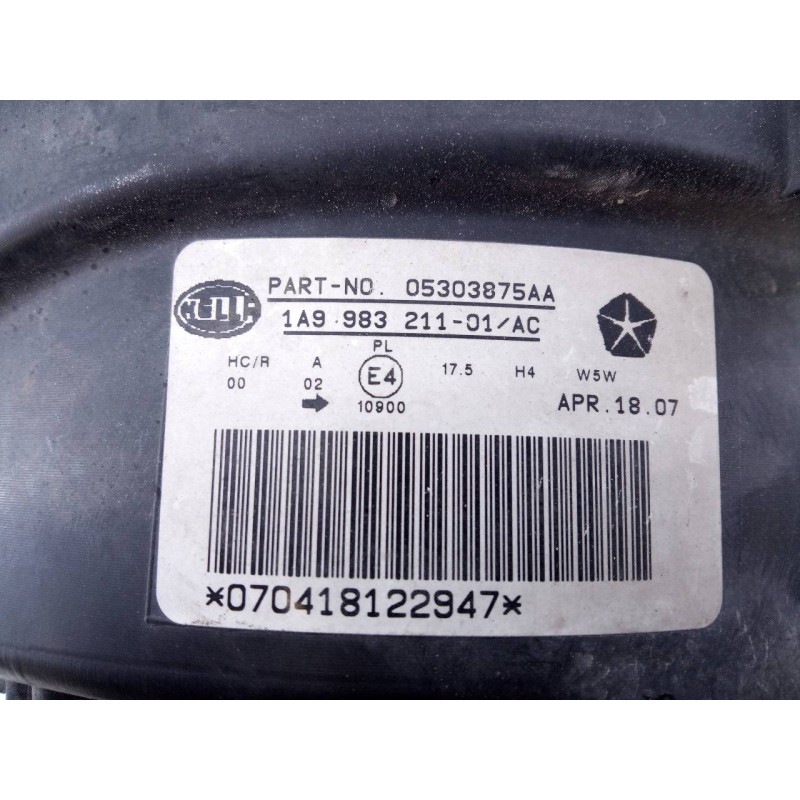 HELLA
PART-NO. 05303875AA
1A9 983 211-01/AC
PL
HC/R A E4 17.5 H4 W5W
00 02
10900 APR.18.07
*070418122947*